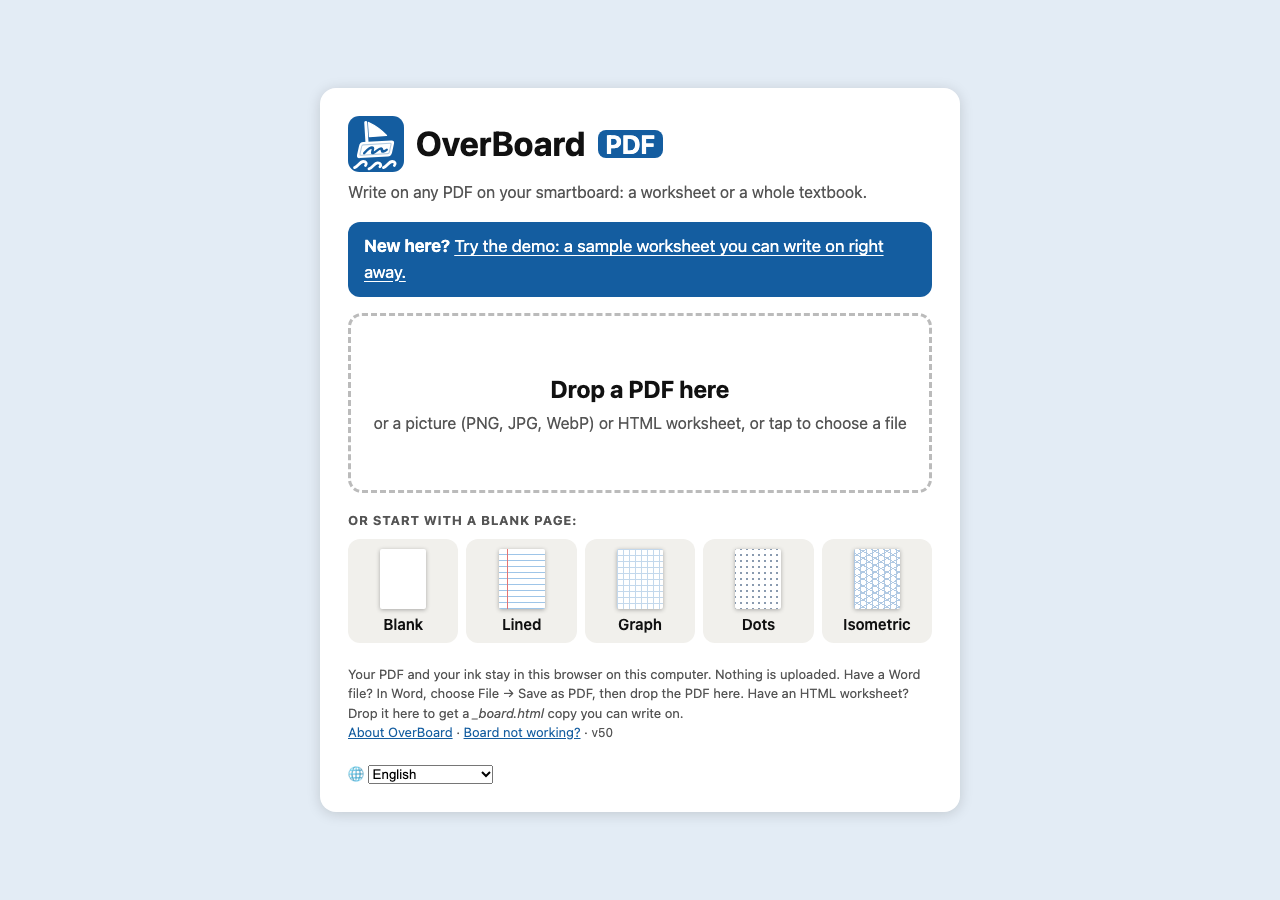 OverBoard PDF
Write on any PDF on your smartboard: a worksheet or a whole textbook.
New here? Try the demo: a sample worksheet you can write on right
away.
Drop a PDF here
or a picture (PNG, JPG, WebP) or HTML worksheet, or tap to choose a file
OR START WITH A BLANK PAGE:
Blank Lined Graph Dots Isometric
Your PDF and your ink stay in this browser on this computer. Nothing is uploaded. Have a Word
file? In Word, choose File → Save as PDF, then drop the PDF here. Have an HTML worksheet?
Drop it here to get a _board.html copy you can write on.
About OverBoard · Board not working? · v50
English